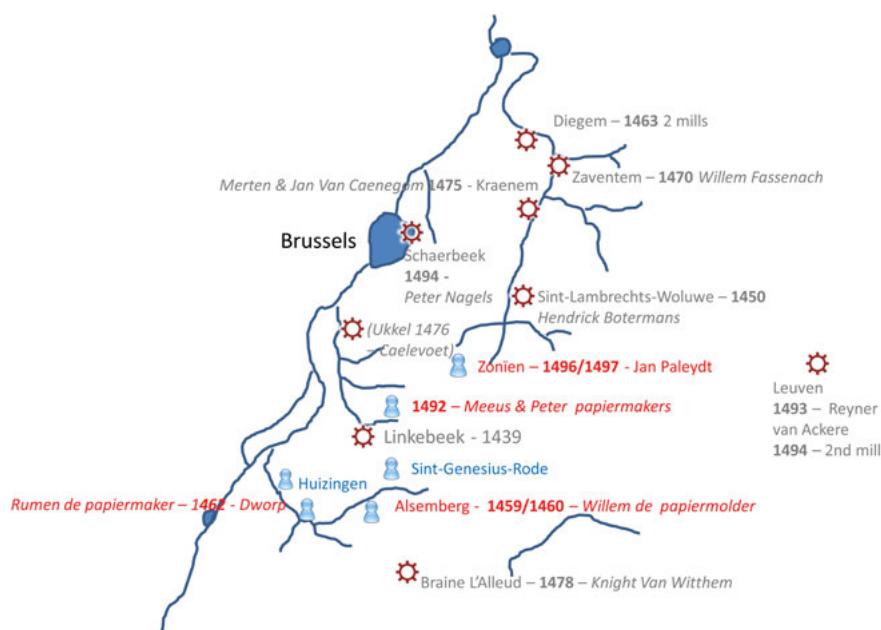 Diegem – 1463 2 mills
Zaventem – 1470 Willem Fassenach
Merten & Jan Van Caenegom 1475 - Kraenem
Brussels
Schaerbeek
1494 -
Peter Nagels
Sint-Lambrechts-Woluwe – 1450
Hendrick Botermans
(Ukkel 1476
– Caelevoet)
Zonïen – 1496/1497 - Jan Paleydt
Leuven
1493 – Reyner
van Ackere
1494 – 2nd mill
1492 – Meeus & Peter papiermakers
Linkebeek - 1439
Sint-Genesius-Rode
Huizingen
Rumen de papiermaker – 1462 - Dworp
Alsemberg - 1459/1460 – Willem de papiermolder
Braine L'Alleud – 1478 – Knight Van Witthem